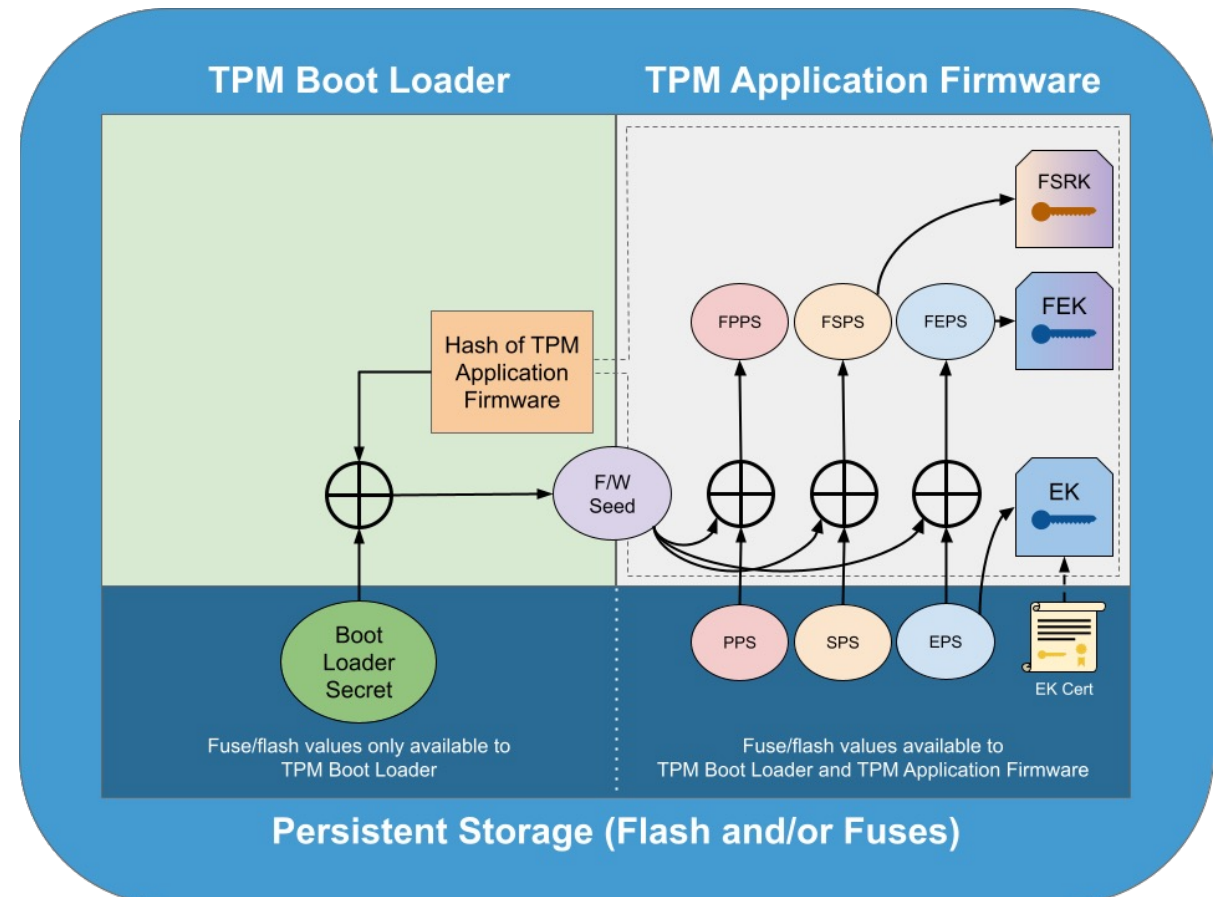 TPM Boot Loader
TPM Application Firmware
FSRK
FPPS
FSPS
FEPS
FEK
Hash of TPM
Application
Firmware
F/W
Seed
EK
Boot
Loader
Secret
PPS
SPS
EPS
EK Cert
Fuse/flash values only available to
TPM Boot Loader
Fuse/flash values available to
TPM Boot Loader and TPM Application Firmware
Persistent Storage (Flash and/or Fuses)